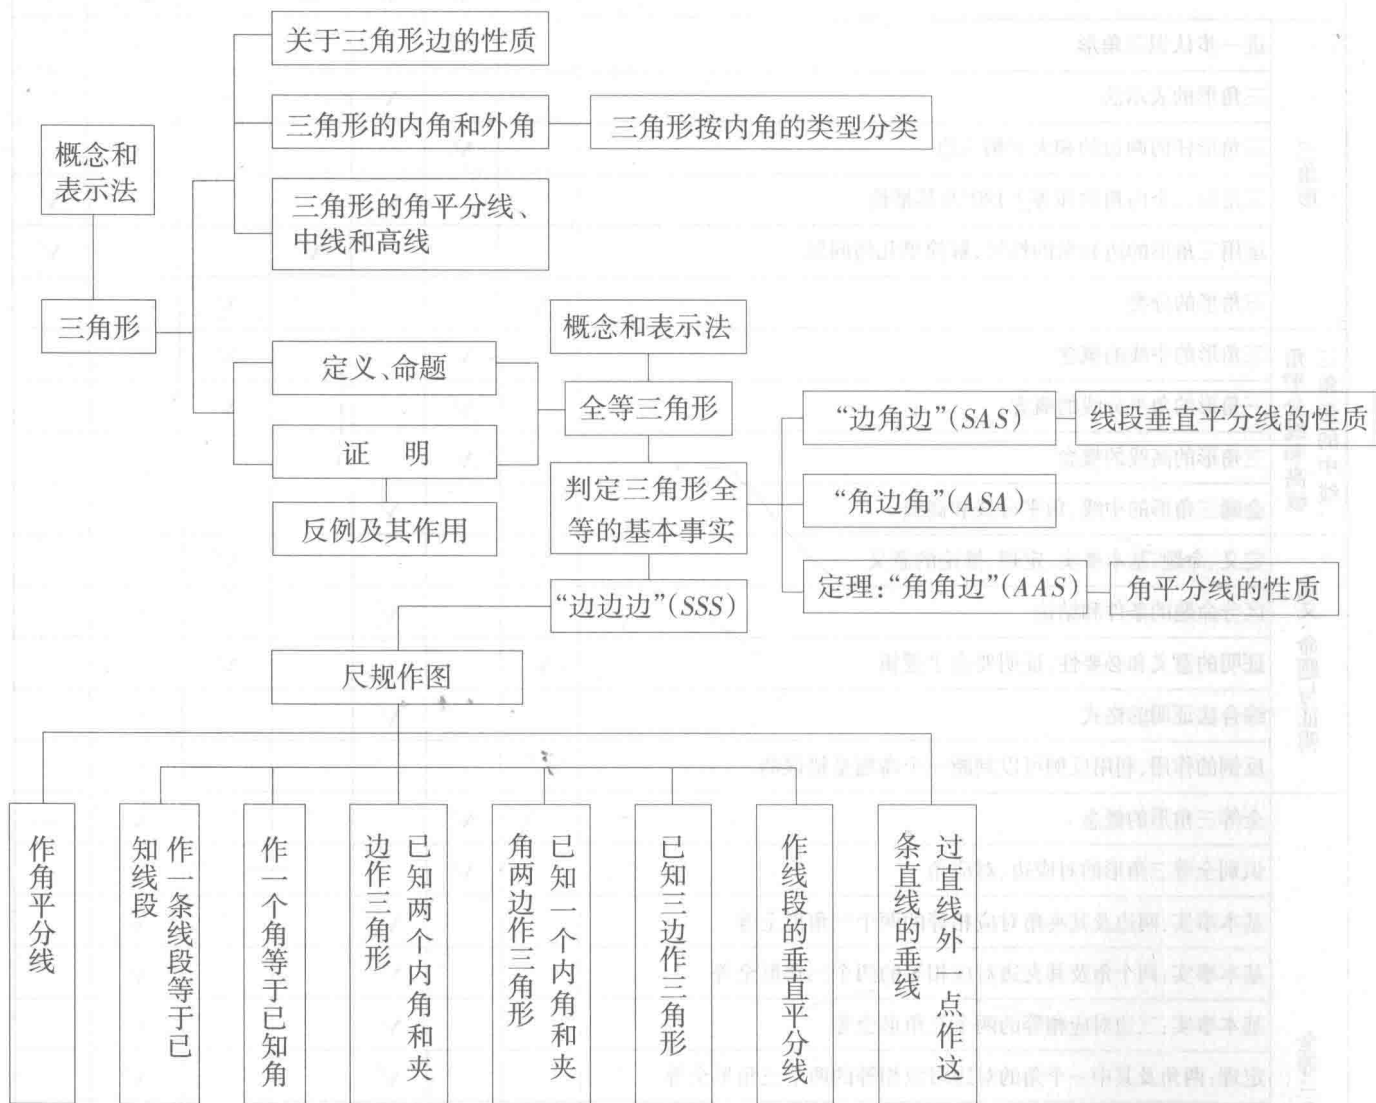 关于三角形边的性质
三角形的内角和外角
三角形按内角的类型分类
概念和
表示法
三角形的角平分线、
中线和高线
三角形
概念和表示法
定义、命题
全等三角形
证 明
反例及其作用
判定三角形全
等的基本事实
“边角边”(SAS)
线段垂直平分线的性质
“角边角”(ASA)
定理:“角角边”(AAS)
角平分线的性质
“边边边”(SSS)
尺规作图
作角平分线
作一条线段等于已
知线段
作一个角等于已知角
已知两个内角和夹
边作三角形
已知一个内角和夹
角两边作三角形
已知三边作三角形
作线段的垂直平分线
过直线外 点作这
条直线的垂线